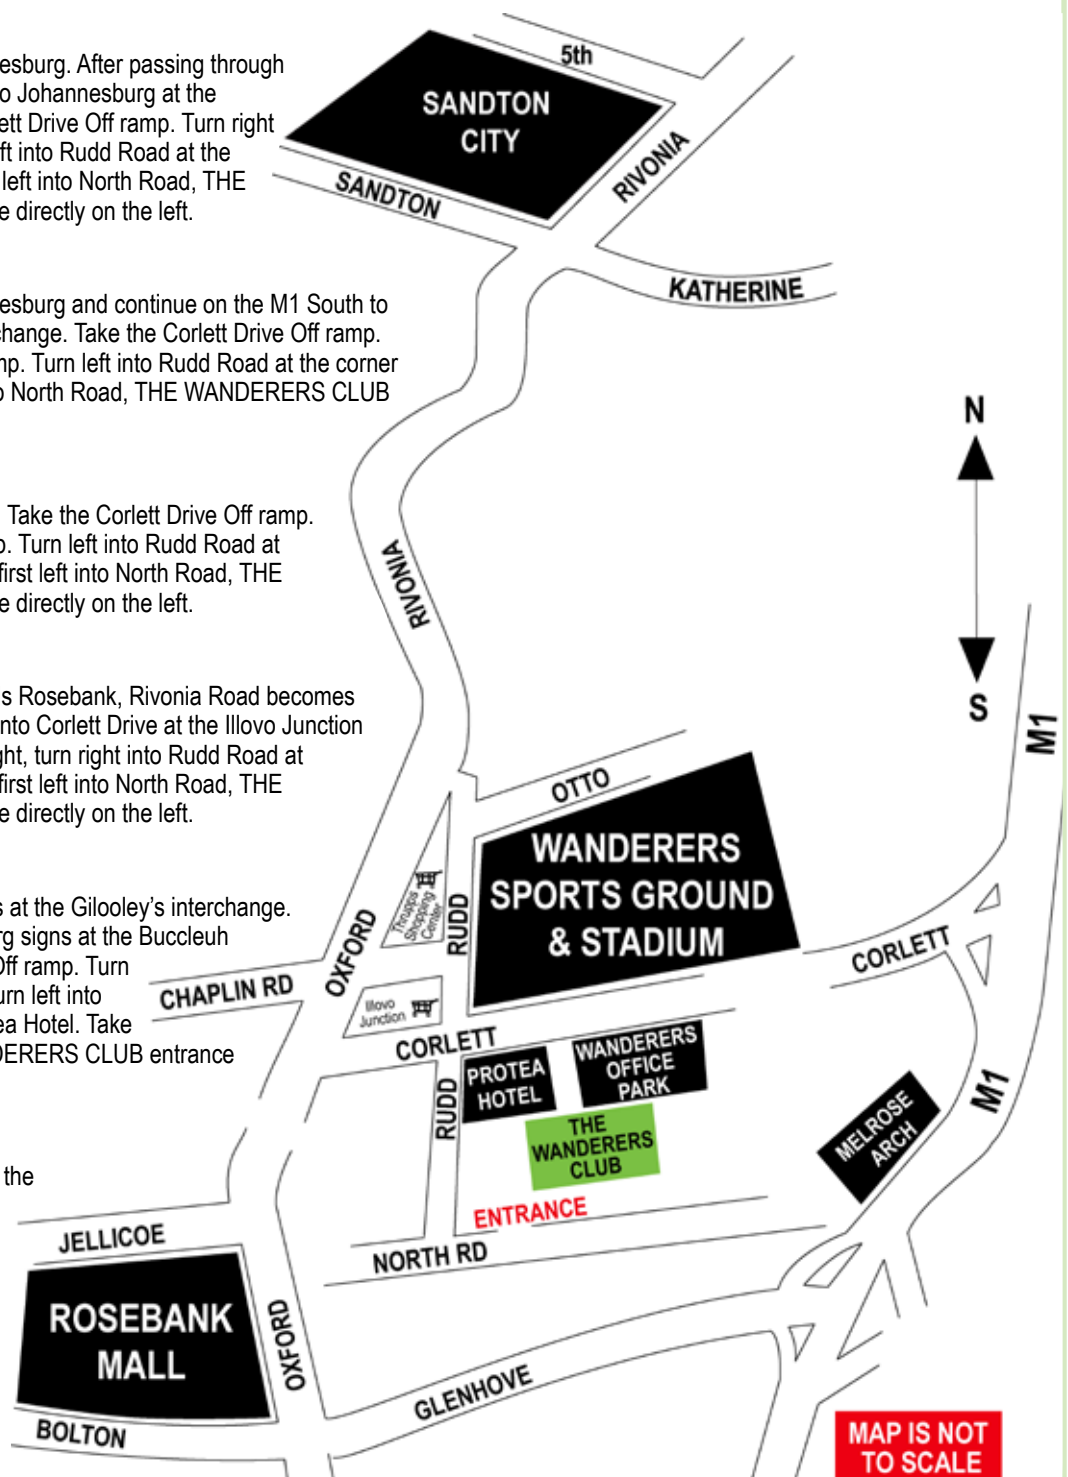 esburg. After passing through
o Johannesburg at the
ett Drive Off ramp. Turn right
ft into Rudd Road at the
left into North Road, THE
e directly on the left.
esburg and continue on the M1 South to
change. Take the Corlett Drive Off ramp.
mp. Turn left into Rudd Road at the corner
o North Road, THE WANDERERS CLUB
Take the Corlett Drive Off ramp.
p. Turn left into Rudd Road at
first left into North Road, THE
e directly on the left.
s Rosebank, Rivonia Road becomes
nto Corlett Drive at the Illovo Junction
ght, turn right into Rudd Road at
first left into North Road, THE
e directly on the left.
s at the Gilooley's interchange.
rg signs at the Buccleuh
Off ramp. Turn
urn left into
ea Hotel. Take
DERERS CLUB entrance
the
5th
SANDTON
CITY
RIVONIA
SANDTON
KATHERINE
N
S
RIVONIA
M1
OTTO
WANDERERS
SPORTS GROUND
& STADIUM
Thrupps
Shopping
Center
RUDD
OXFORD
CORLETT
CHAPLIN RD
Illovo
Junction
CORLETT
PROTEA
HOTEL
WANDERERS
OFFICE
PARK
RUDD
THE
WANDERERS
CLUB
MELROSE
ARCH
M1
ENTRANCE
NORTH RD
JELLICOE
ROSEBANK
MALL
OXFORD
GLENHOVE
BOLTON
MAP IS NOT
TO SCALE